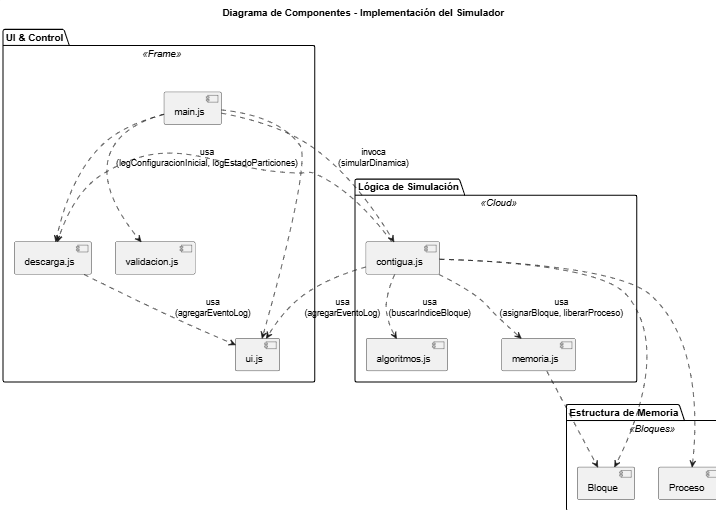 Diagrama de Componentes - Implementación del Simulador
UI & Control
«Frame»
main.js
usa
(logConfiguracionInicial, logEstadoParticiones)
invoca
(simularDinamica)
Lógica de Simulación
«Cloud»
descarga.js
validacion.js
contigua.js
usa
(agregarEventoLog)
usa
(agregarEventoLog)
usa
(buscarIndiceBloque)
usa
(asignarBloque, liberarProceso)
ui.js
algoritmos.js
memoria.js
Estructura de Memoria
«Bloques»
Bloque
Proceso